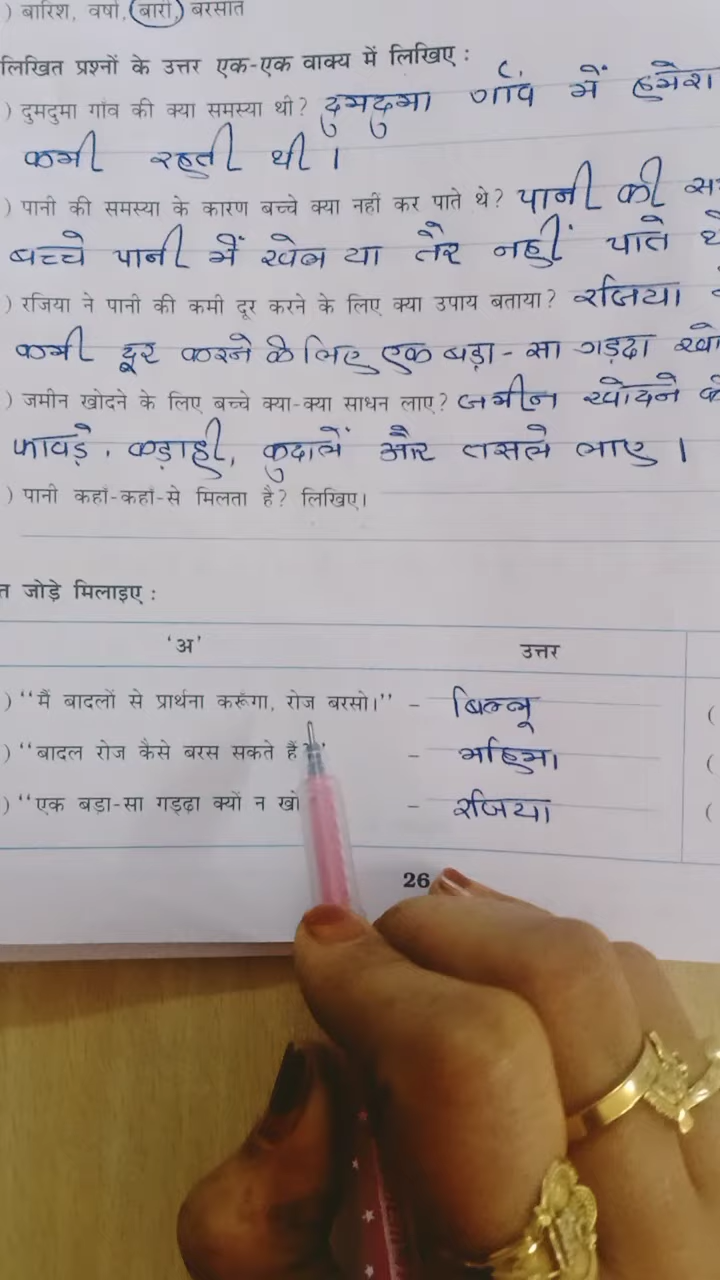 ) बारिश, वर्षा, बारी, बरसात
लिखित प्रश्नों के उत्तर एक-एक वाक्य में लिखिए :
) दुमदुमा गाँव की क्या समस्या थी? दुमदुमा गाँव में हमेशा
कमी रहती थी।
) पानी की समस्या के कारण बच्चे क्या नहीं कर पाते थे? पानी की
बच्चे पानी में खेल या तैर नहीं पाते थे
) रजिया ने पानी की कमी दूर करने के लिए क्या उपाय बताया? रजिया
कमी दूर करने के लिए एक बड़ा-सा गड्ढा खो
) जमीन खोदने के लिए बच्चे क्या-क्या साधन लाए? जमीन खोदने के
फावड़े, कड़ाही, कुदालें और तसले लाए।
) पानी कहाँ-कहाँ-से मिलता है? लिखिए।
त जोड़े मिलाइए :
'अ' उत्तर
) "मैं बादलों से प्रार्थना करूँगा, रोज बरसो।" - बिन्नू (
) "बादल रोज कैसे बरस सकते हैं?" - महिमा (
) "एक बड़ा-सा गड्ढा क्यों न खो - रजिया (
26